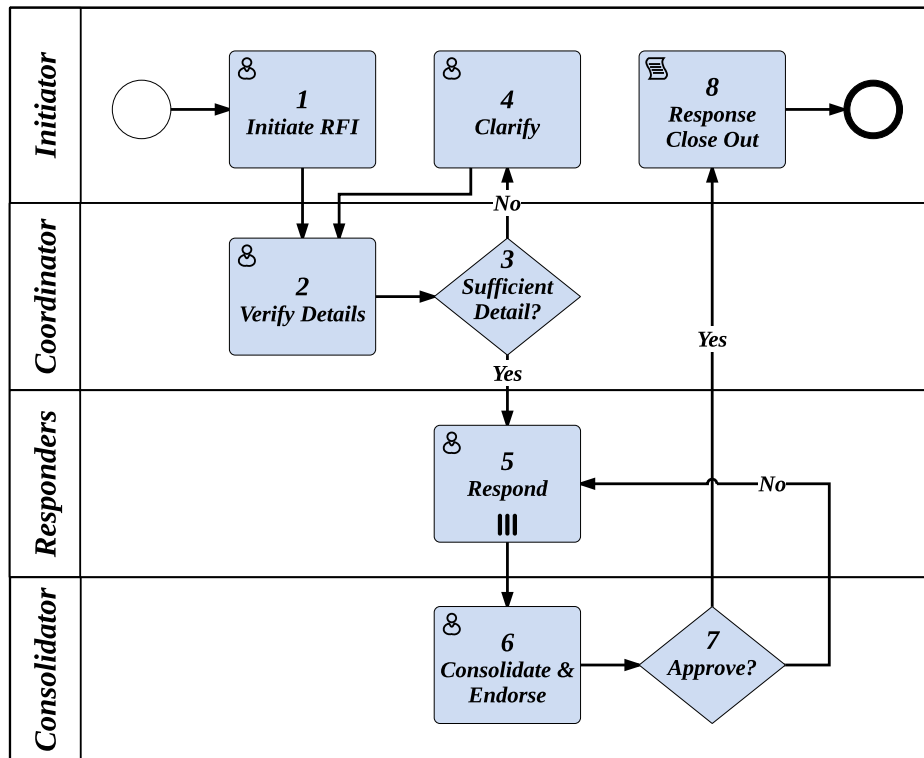 Initiator
1
Initiate RFI
4
Clarify
8
Response
Close Out
No
Coordinator
2
Verify Details
3
Sufficient
Detail?
Yes
Yes
Responders
5
Respond
No
Consolidator
6
Consolidate &
Endorse
7
Approve?